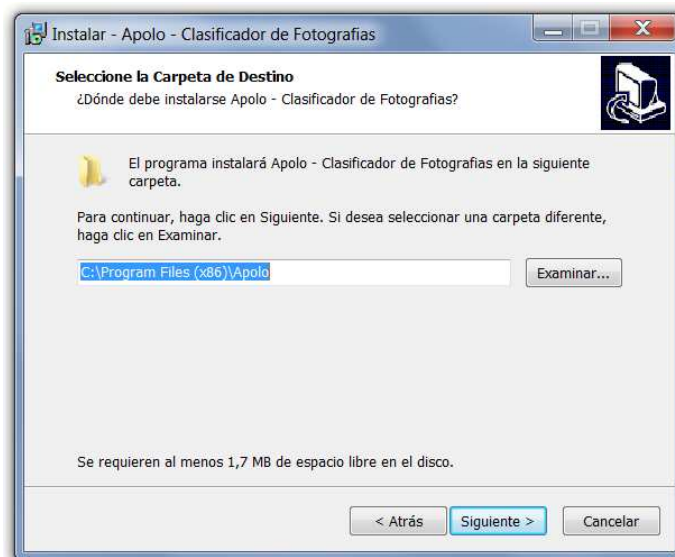 Instalar - Apolo - Clasificador de Fotografias
Seleccione la Carpeta de Destino
¿Dónde debe instalarse Apolo - Clasificador de Fotografias?
El programa instalará Apolo - Clasificador de Fotografias en la siguiente
carpeta.
Para continuar, haga clic en Siguiente. Si desea seleccionar una carpeta diferente,
haga clic en Examinar.
C:\Program Files (x86)\Apolo
Examinar...
Se requieren al menos 1,7 MB de espacio libre en el disco.
< Atrás
Siguiente >
Cancelar